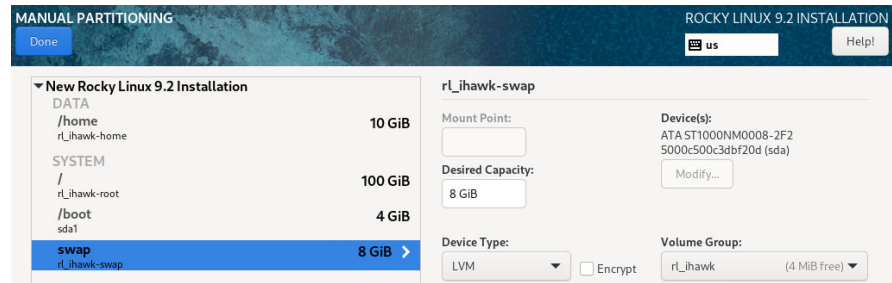 MANUAL PARTITIONING
ROCKY LINUX 9.2 INSTALLATION
Done
us
Help!
New Rocky Linux 9.2 Installation
DATA
/home
10 GiB
rl_ihawk-home
SYSTEM
/
100 GiB
rl_ihawk-root
/boot
4 GiB
sda1
swap
8 GiB
rl_ihawk-swap
rl_ihawk-swap
Mount Point:
Device(s):
ATA ST1000NM0008-2F2
5000c500c3dbf20d (sda)
Modify...
Desired Capacity:
8 GiB
Device Type:
LVM
Encrypt
Volume Group:
rl_ihawk
(4 MiB free)